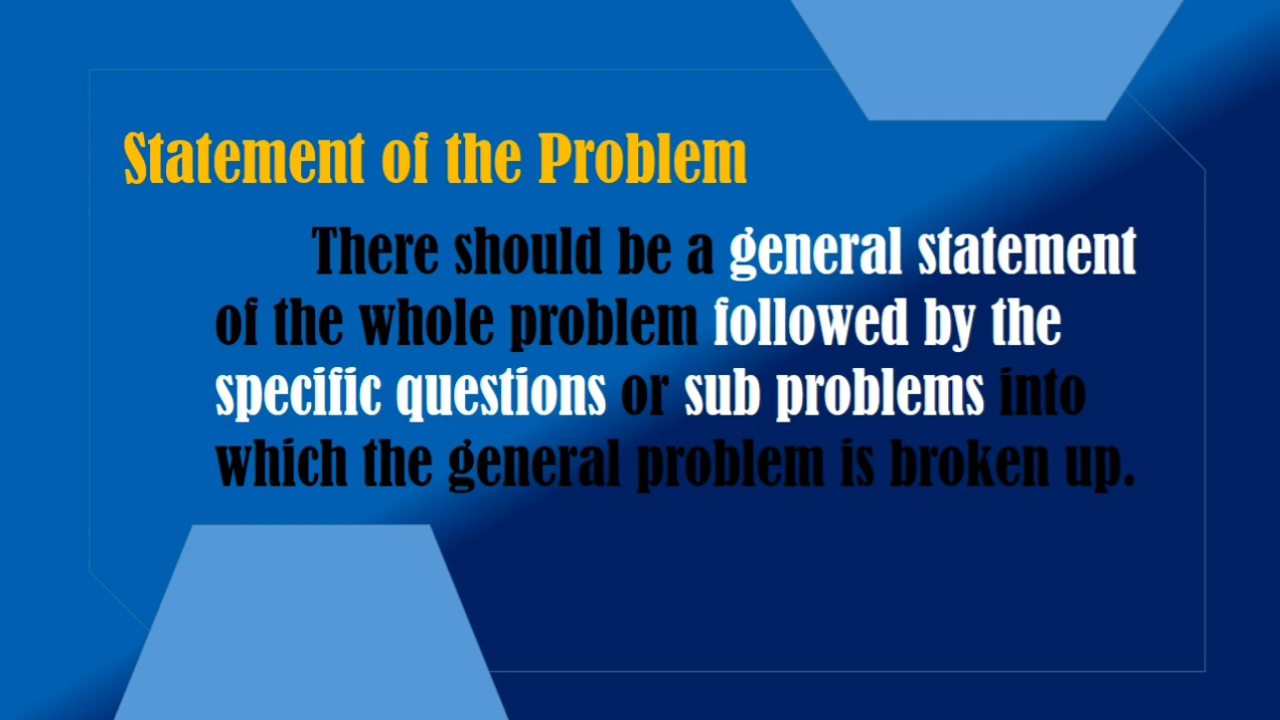 Statement of the Problem
There should be a general statement
of the whole problem followed by the
specific questions or sub problems into
which the general problem is broken up.